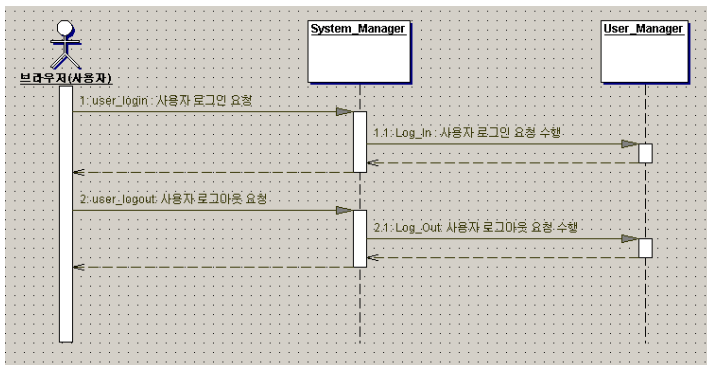 System_Manager
User_Manager
브라우저(사용자)
1: user_login : 사용자 로그인 요청
1.1: Log_In : 사용자 로그인 요청 수행
2: user_logout: 사용자 로그아웃 요청
2.1: Log_Out: 사용자 로그아웃 요청 수행